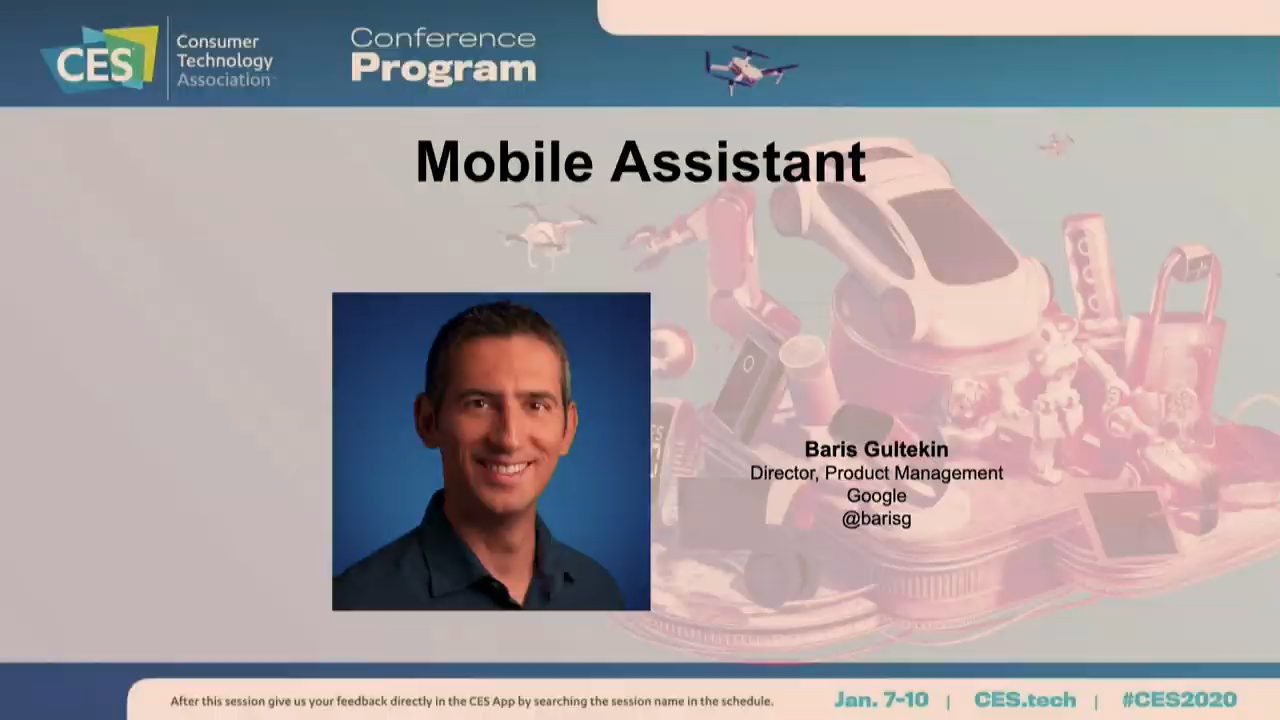 CES
Consumer
Technology
Association
Conference
Program
Mobile Assistant
Baris Gultekin
Director, Product Management
Google
@barisg
After this session give us your feedback directly in the CES App by searching the session name in the schedule.
Jan. 7-10 | CES.tech | #CES2020